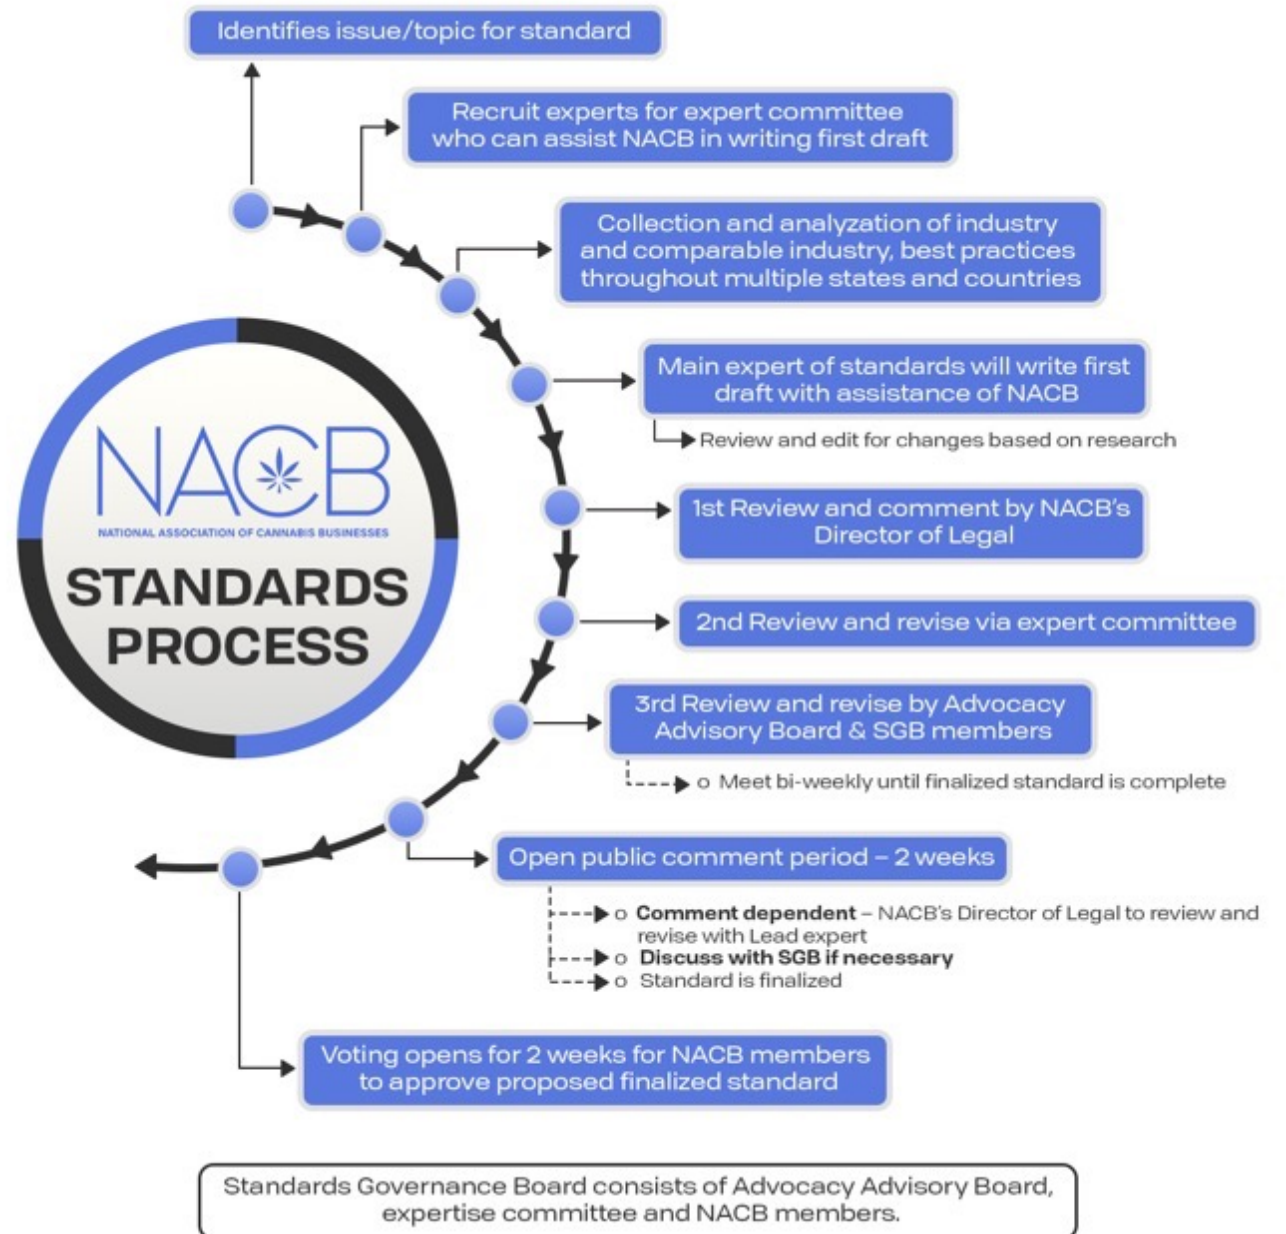 Identifies issue/topic for standard
Recruit experts for expert committee
who can assist NACB in writing first draft
Collection and analyzation of industry
and comparable industry, best practices
throughout multiple states and countries
Main expert of standards will write first
draft with assistance of NACB
Review and edit for changes based on research
NACB
NATIONAL ASSOCIATION OF CANNABIS BUSINESSES
STANDARDS
PROCESS
1st Review and comment by NACB's
Director of Legal
2nd Review and revise via expert committee
3rd Review and revise by Advocacy
Advisory Board & SGB members
o Meet bi-weekly until finalized standard is complete
Open public comment period – 2 weeks
o Comment dependent – NACB's Director of Legal to review and
revise with Lead expert
o Discuss with SGB if necessary
o Standard is finalized
Voting opens for 2 weeks for NACB members
to approve proposed finalized standard
Standards Governance Board consists of Advocacy Advisory Board,
expertise committee and NACB members.